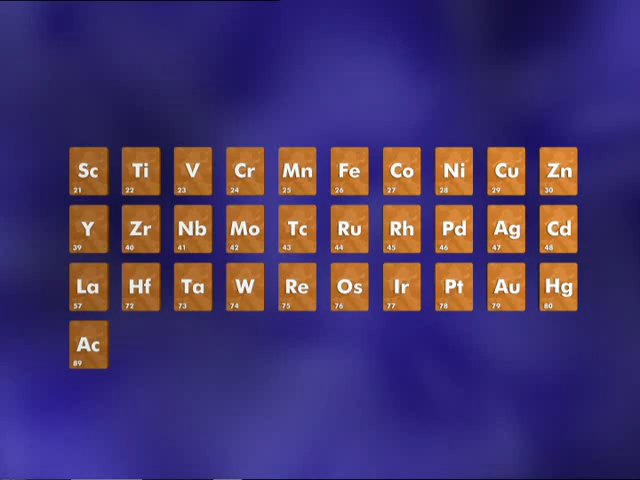 Sc Ti V Cr Mn Fe Co Ni Cu Zn
21 22 23 24 25 26 27 28 29 30
Y Zr Nb Mo Tc Ru Rh Pd Ag Cd
39 40 41 42 43 44 45 46 47 48
La Hf Ta W Re Os Ir Pt Au Hg
57 72 73 74 75 76 77 78 79 80
Ac
89